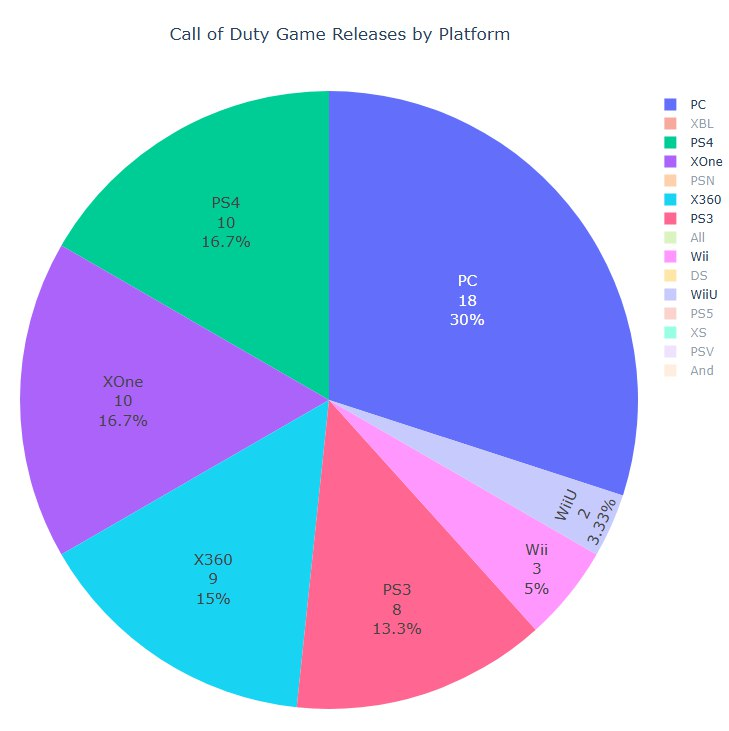 Call of Duty Game Releases by Platform
PS4
10
16.7%
PC
18
30%
XOne
10
16.7%
X360
9
15%
PS3
8
13.3%
Wii
3
5%
WiiU
2
3.33%
PC
XBL
PS4
XOne
PSN
X360
PS3
All
Wii
DS
WiiU
PS5
XS
PSV
And